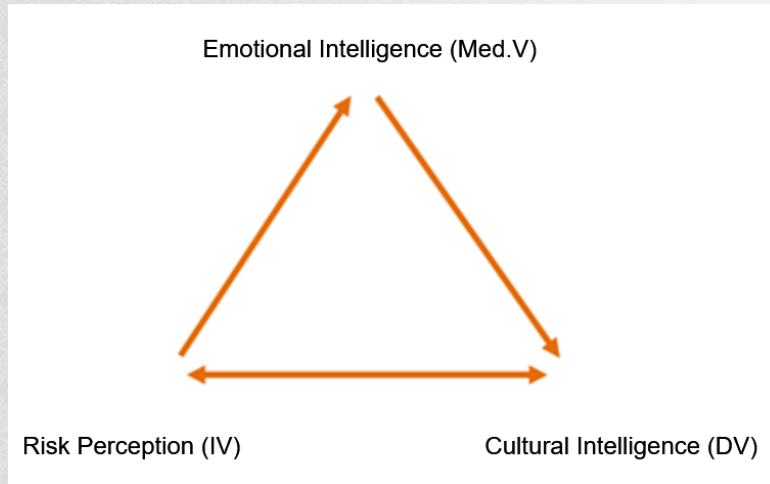 Emotional Intelligence (Med.V)
Risk Perception (IV)
Cultural Intelligence (DV)